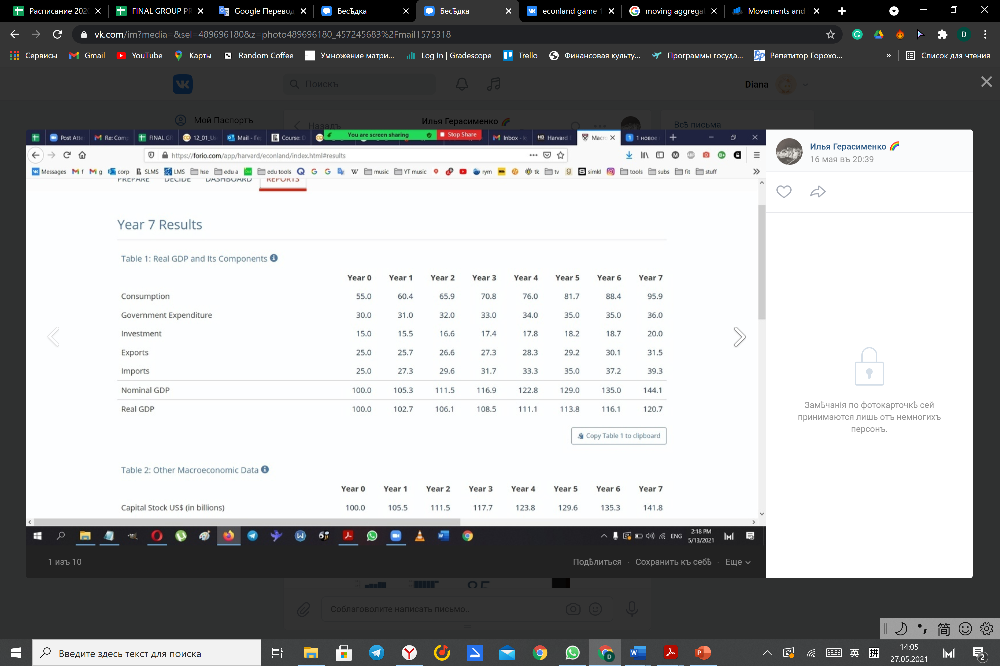 Расписание 202
FINAL GROUP PR
Google Перевод
Бесѣдка
Бесѣдка
econland game 1
moving aggregat
Movements and
vk.com/im?media=&sel=489696180&z=photo489696180_457245683%2Fmail1575318
D
Сервисы
Gmail
YouTube
Карты
Random Coffee
Умножение матри...
Log In | Gradescope
Trello
Финансовая культу...
Программы госуда...
Репетитор Горохо...
»
Список для чтения
Поискъ
Diana
Мой Паспортъ
Назадъ
Илья Герасименко
Всѣ письма
Post Atte
Re: Comp
FINAL GR
12_01_Us
Mail - Ге
Course: D
You are screen sharing
Stop Share
Inbox - k
Harvard
Macro
1 новое
https://forio.com/app/harvard/econland/index.html#results
Messages
M f
M g
corp
SLMS
LMS
hse
edu a
edu tools
music
YT music
rym
tk
tv
simkl
tools
subs
fit
stuff
PREPARE
DECIDE
DASHBOARD
REPORTS
Year 7 Results
Table 1: Real GDP and Its Components
Year 0 Year 1 Year 2 Year 3 Year 4 Year 5 Year 6 Year 7
Consumption 55.0 60.4 65.9 70.8 76.0 81.7 88.4 95.9
Government Expenditure 30.0 31.0 32.0 33.0 34.0 35.0 35.0 36.0
Investment 15.0 15.5 16.6 17.4 17.8 18.2 18.7 20.0
Exports 25.0 25.7 26.6 27.3 28.3 29.2 30.1 31.5
Imports 25.0 27.3 29.6 31.7 33.3 35.0 37.2 39.3
Nominal GDP 100.0 105.3 111.5 116.9 122.8 129.0 135.0 144.1
Real GDP 100.0 102.7 106.1 108.5 111.1 113.8 116.1 120.7
Copy Table 1 to clipboard
Table 2: Other Macroeconomic Data
Year 0 Year 1 Year 2 Year 3 Year 4 Year 5 Year 6 Year 7
Capital Stock US$ (in billions) 100.0 105.5 111.5 117.7 123.8 129.6 135.3 141.8
ENG
2:18 PM
5/13/2021
Илья Герасименко
16 мая въ 20:39
Замѣчанія по фотокарточкѣ сей
принимаются лишь отъ немногихъ
персонъ.
1 изъ 10
Подѣлиться · Сохранить къ себѣ · Еще
Соблаговолите написать письмо..
简
Введите здесь текст для поиска
英
拼
14:05
27.05.2021
2